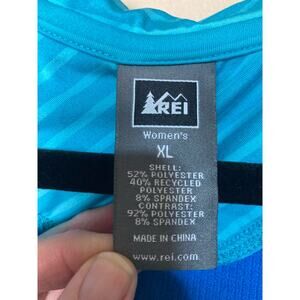 REI
Women's
XL
SHELL:
52% POLYESTER
40% RECYCLED
POLYESTER
8% SPANDEX
CONTRAST:
92% POLYESTER
8% SPANDEX
MADE IN CHINA
www.rei.com